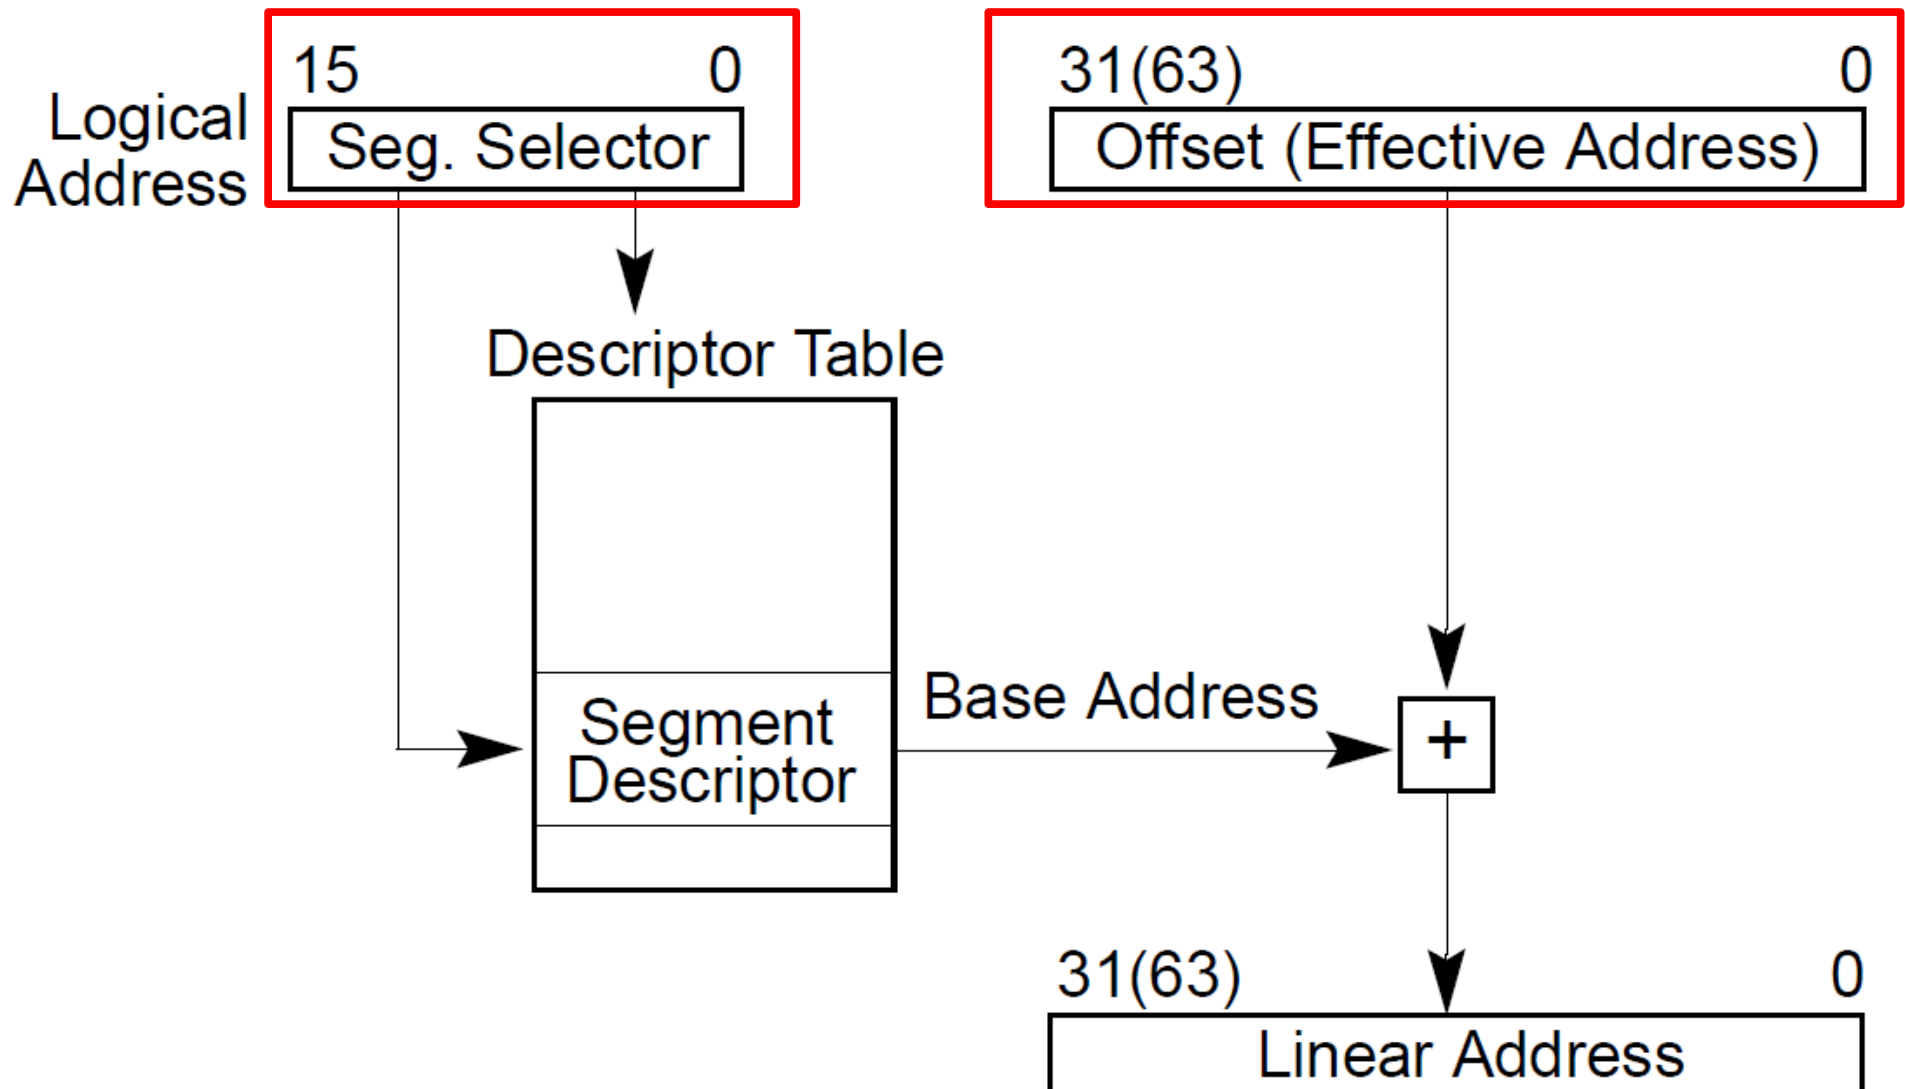 15 0
31(63) 0
Logical
Address
Seg. Selector
Offset (Effective Address)
Descriptor Table
Segment
Descriptor
Base Address
+
31(63) 0
Linear Address